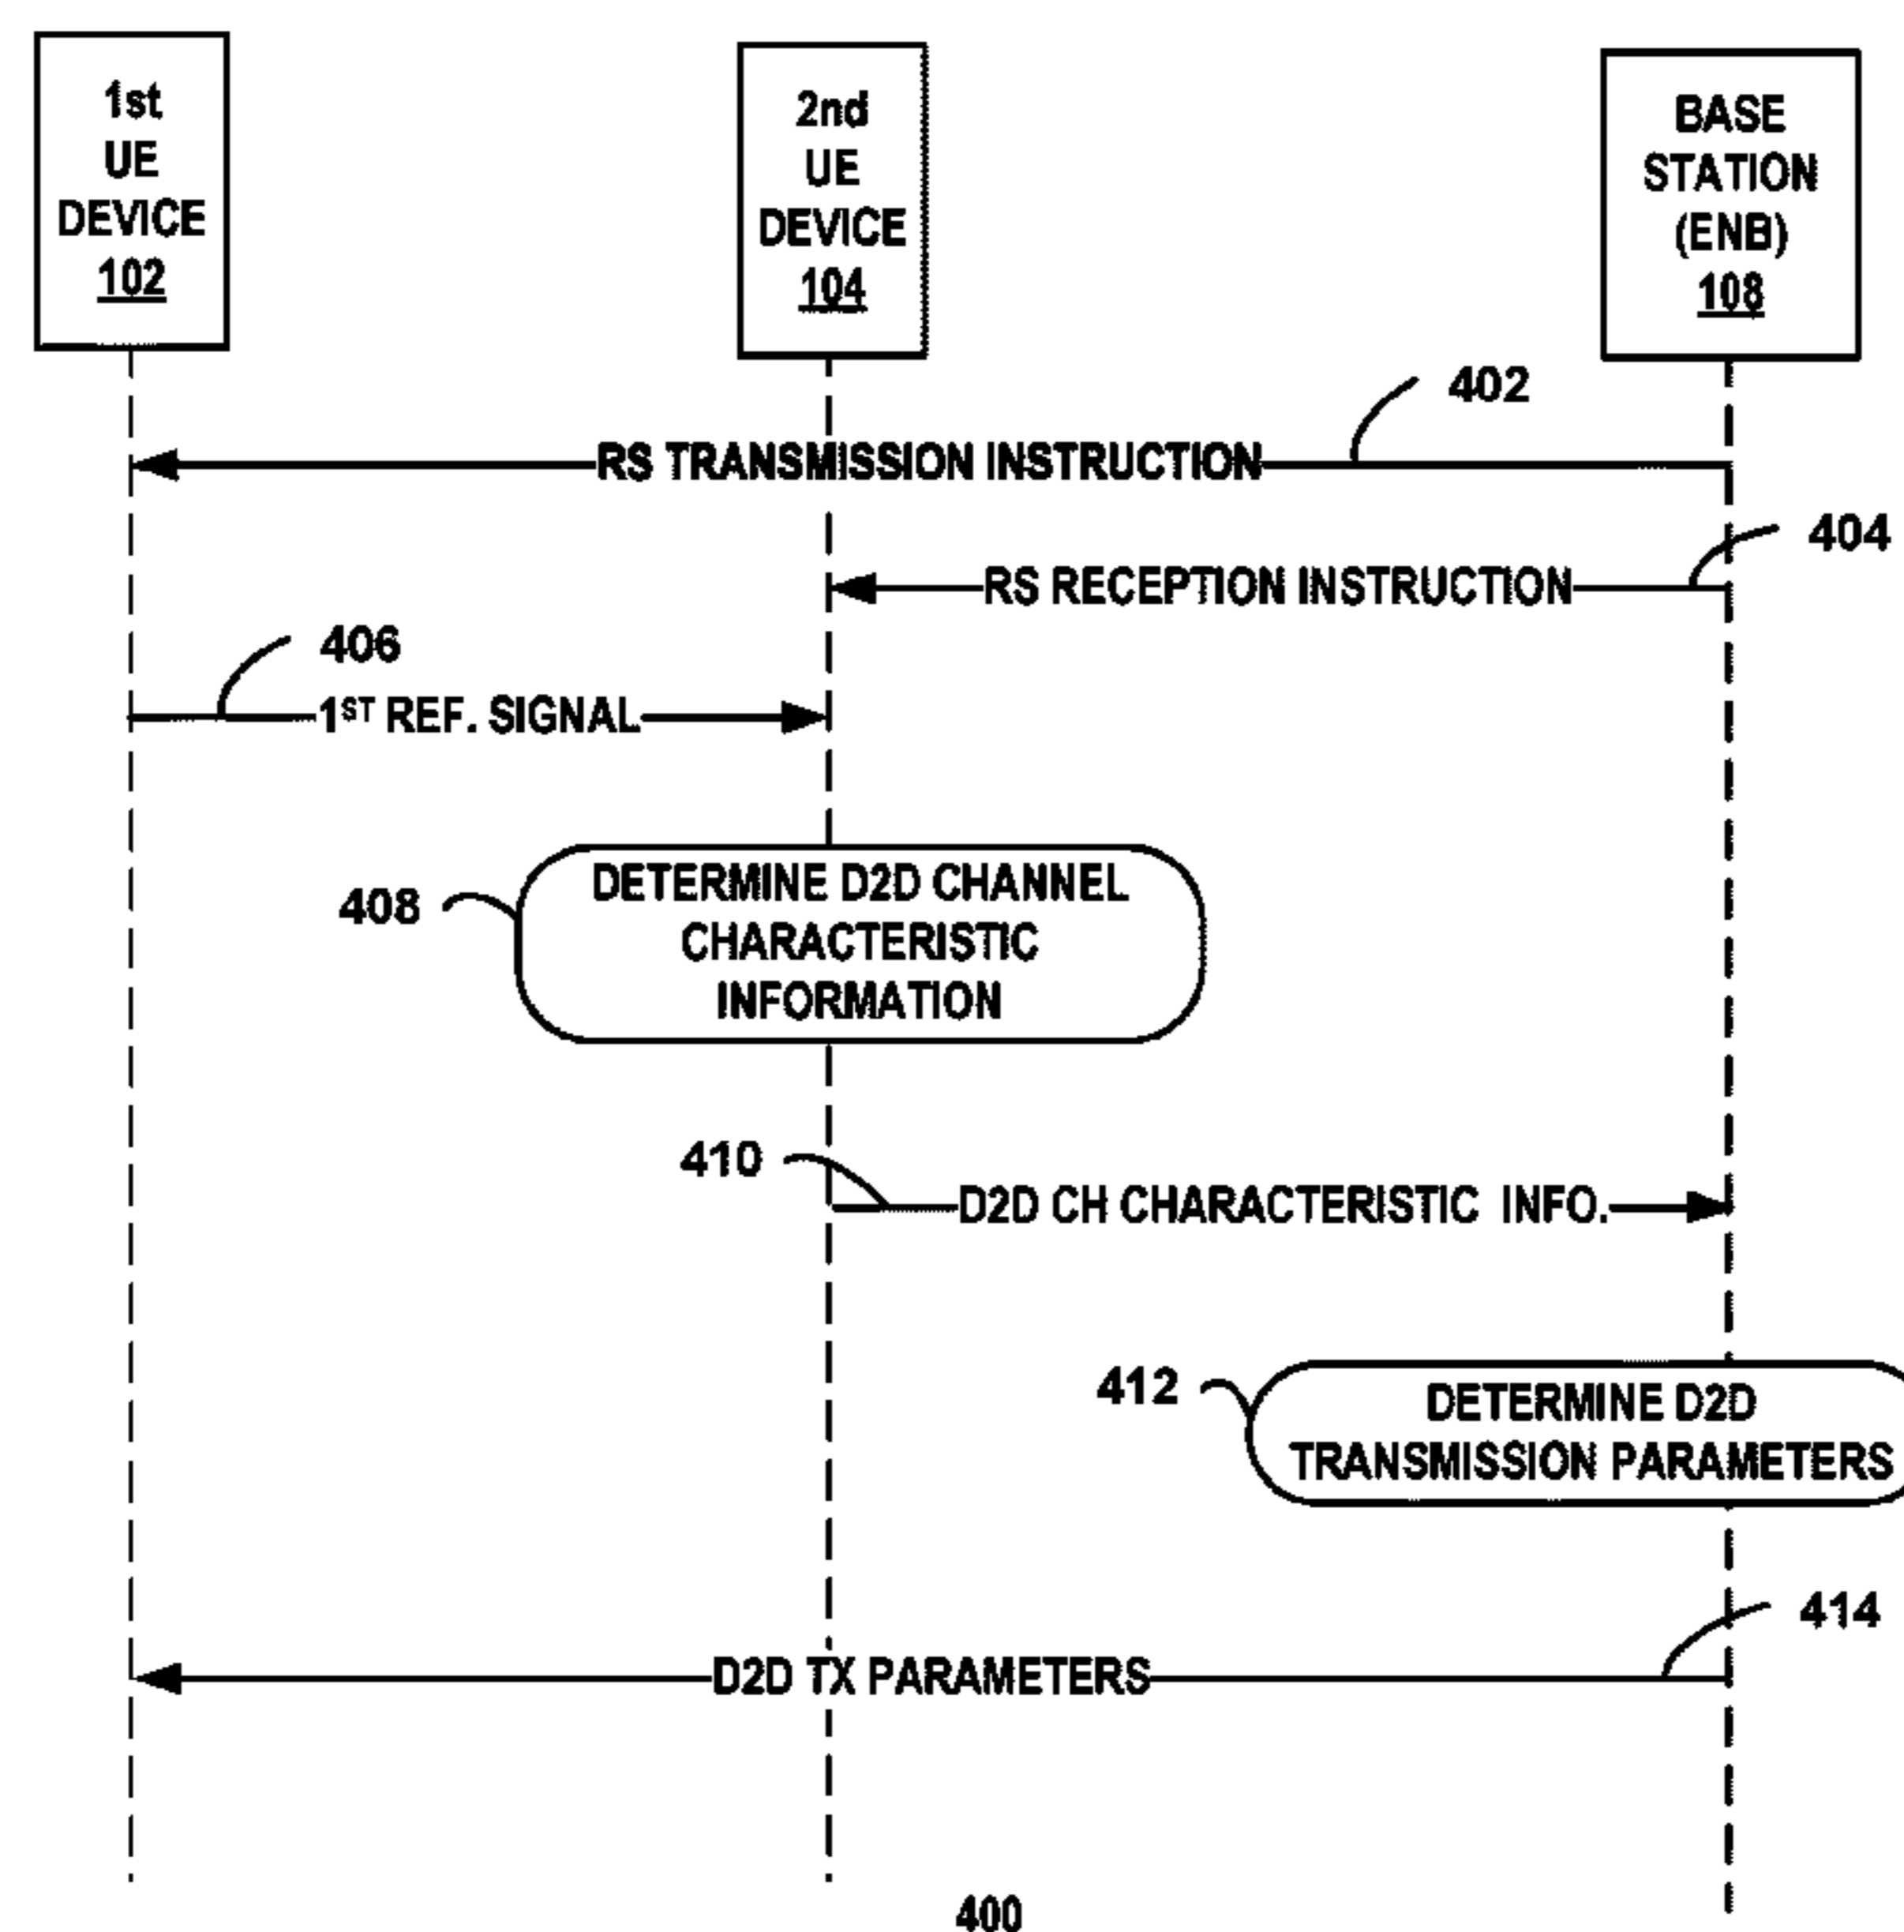 1st
UE
DEVICE
102
2nd
UE
DEVICE
104
BASE
STATION
(ENB)
108
402
RS TRANSMISSION INSTRUCTION
404
RS RECEPTION INSTRUCTION
406
1ST REF. SIGNAL
408
DETERMINE D2D CHANNEL
CHARACTERISTIC
INFORMATION
410
D2D CH CHARACTERISTIC INFO.
412
DETERMINE D2D
TRANSMISSION PARAMETERS
414
D2D TX PARAMETERS
400